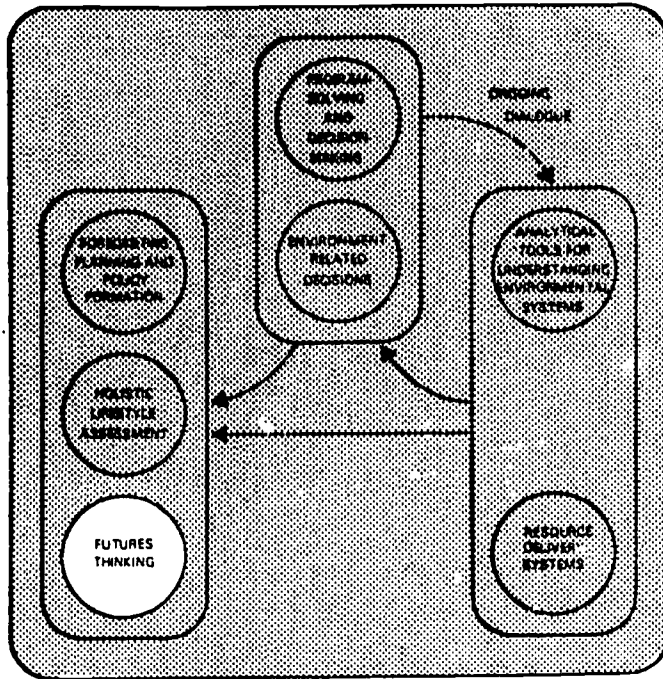 PROBLEM
SOLVING
AND
DECISION
MAKING
ONGOING
DIALOGUE
ENVIRONMENT
RELATED
DECISIONS
FORECASTING
PLANNING AND
POLICY
FORMATION
HOLISTIC
LIFESTYLE
ASSESSMENT
FUTURES
THINKING
ANALYTICAL
TOOLS FOR
UNDERSTANDING
ENVIRONMENTAL
SYSTEMS
RESOURCE
DELIVERY
SYSTEMS